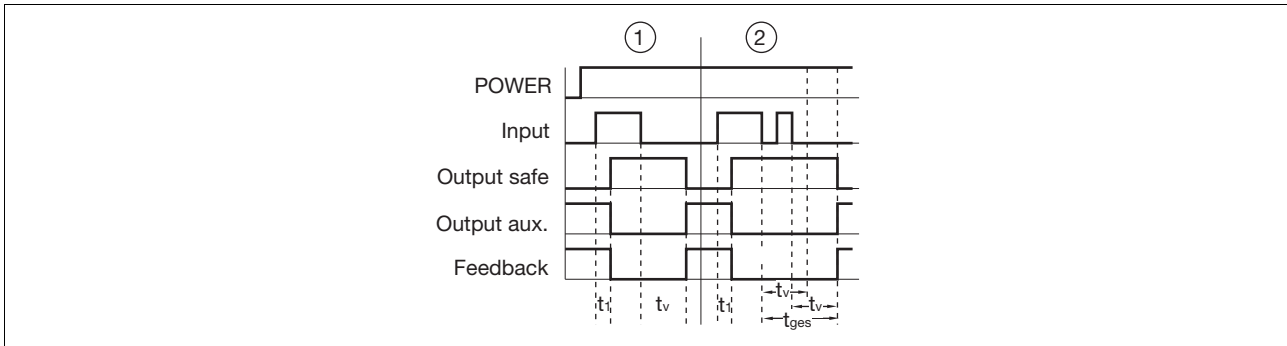 ① ②
POWER
Input
Output safe
Output aux.
Feedback
t1 tv t1 tv tv
tges